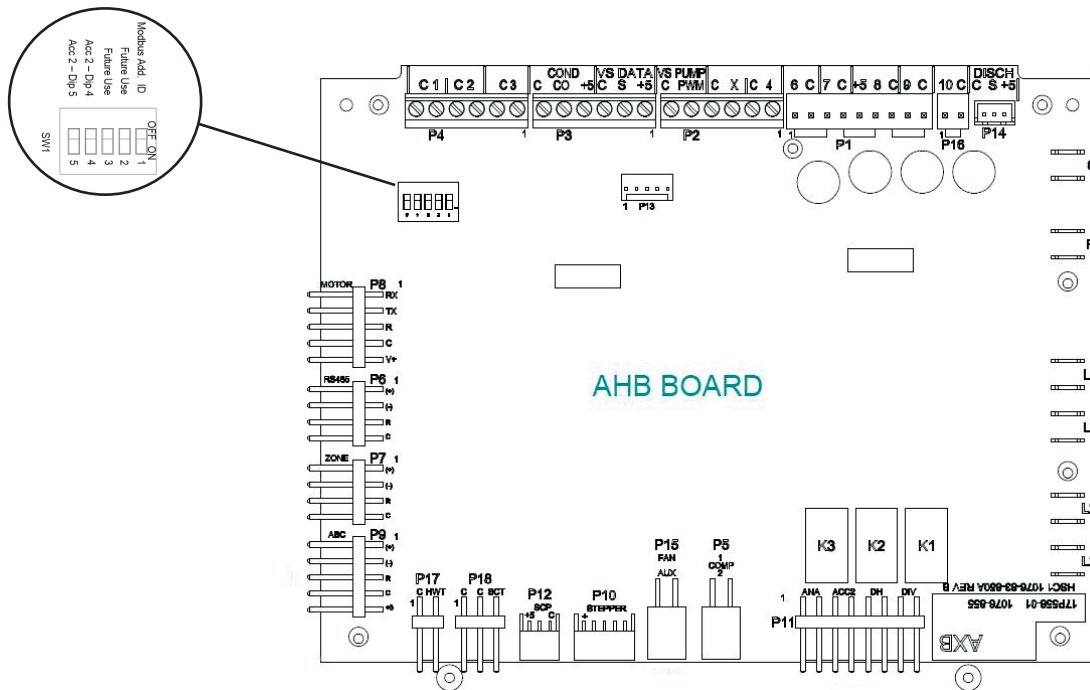 Modbus Add. ID
Future Use
Future Use
Acc 2 – Dip 4
Acc 2 – Dip 5
OFF ON
1
2
3
4
5
SW1
C 1 C 2 C 3
COND
C CO +5
VS DATA
C S +5
VS PUMP
C PWM
C X C 4
6 C 7 C +5 8 C 9 C
10 C
DISCH
C S +5
P4 1
P3 1
P2 1
1 P1
1 P16
P14
1 P13
MOTOR P8 1
RX
TX
R
C
V+
RS485 P6 1
(+)
(-)
R
C
ZONE P7 1
(+)
(-)
R
C
ABC P9 1
(+)
(-)
R
C
+5
AHB BOARD
K3 K2 K1
P17
C HWT
1
P18
C C SCT
1
P12
SCP
+5 C
P10
STEPPER
+
P15
FAN
AUX
P5
1
COMP
2
1
ANA ACC2 DH DIV
P11
HSC1 1076-83-880A REV B
17P558-01 1076-855
AXB